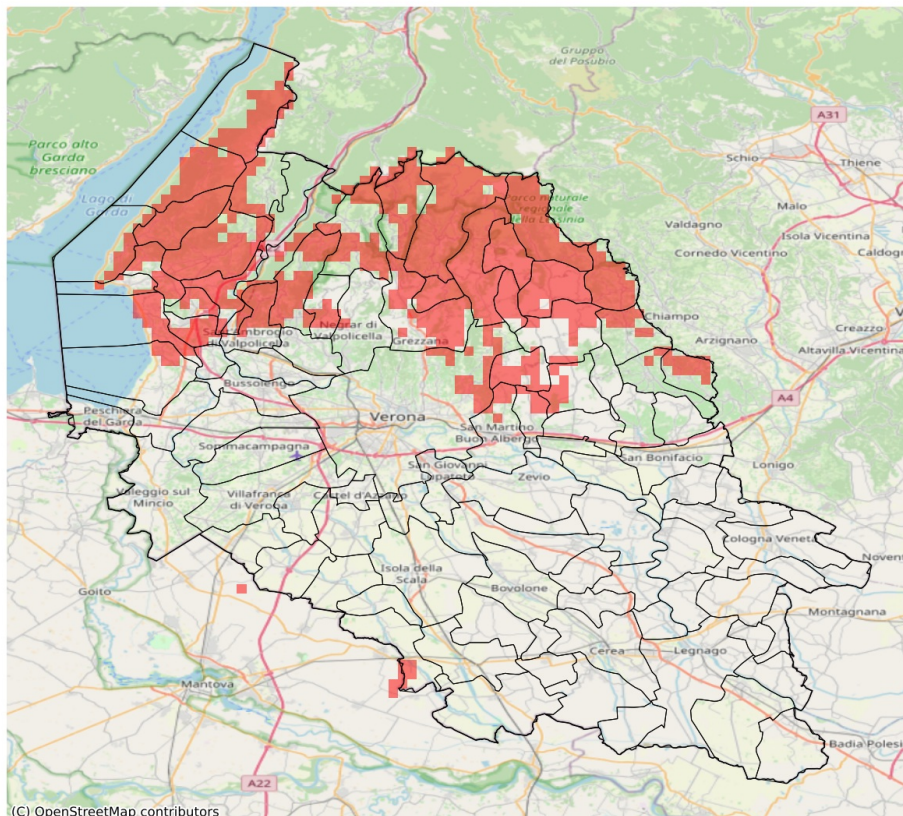 Gruppo
del Posubio
A31
Schio
Thiene
Parco alto
Garda
bresciano
Lago di
Garda
Parco naturale
regionale
della Lessinia
Malo
Valdagno
Isola Vicentina
Cornedo Vicentino
Caldogn
Chiampo
Creazzo
Arzignano
Altavilla Vicentina
Sant'Ambrogio
di Valpolicella
Negrar di
Valpolicella
Grezzana
Bussolengo
A4
Peschiera
del Garda
Verona
San Martino
Buon Albergo
Sommacampagna
San Giovanni
Lupatoto
Zevio
San Bonifacio
Lonigo
Valeggio sul
Mincio
Villafranca
di Verona
Castel d'Azzano
Cologna Veneta
Novent
Goito
Isola della
Scala
Bovolone
Montagnana
Cerea
Legnago
Mantova
Badia Polesi
A22
(C) OpenStreetMap contributors